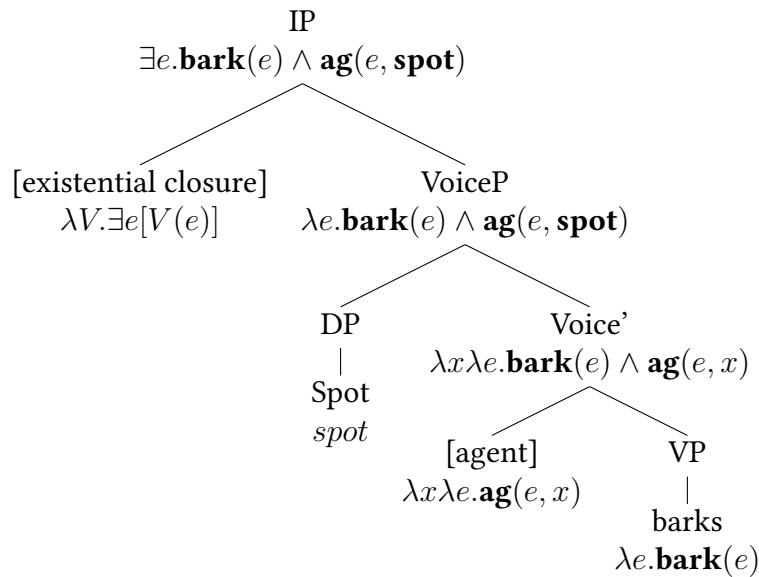 IP
∃e.bark(e) ∧ ag(e, spot)
[existential closure]
λV.∃e[V(e)]
VoiceP
λe.bark(e) ∧ ag(e, spot)
DP
Spot
spot
Voice'
λxλe.bark(e) ∧ ag(e, x)
[agent]
λxλe.ag(e, x)
VP
barks
λe.bark(e)